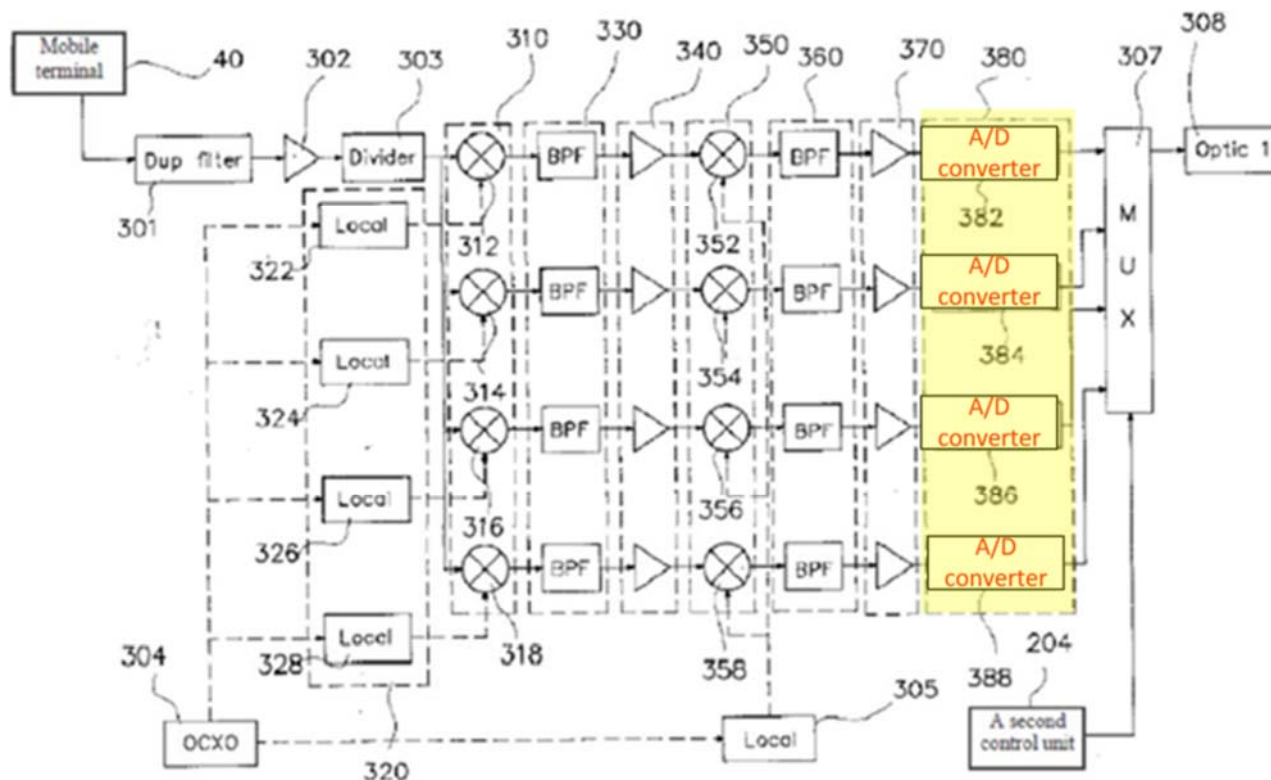 Mobile
terminal
40
302
303
310
330
340
350
360
370
380
307
308
Dup filter
Divider
BPF
BPF
A/D
converter
Optic 1
301
Local
322
312
352
382
M
U
X
BPF
BPF
A/D
converter
Local
324
314
354
384
BPF
BPF
A/D
converter
Local
326
316
356
386
BPF
BPF
A/D
converter
Local
328
318
358
388
304
320
305
204
OCXO
Local
A second
control unit